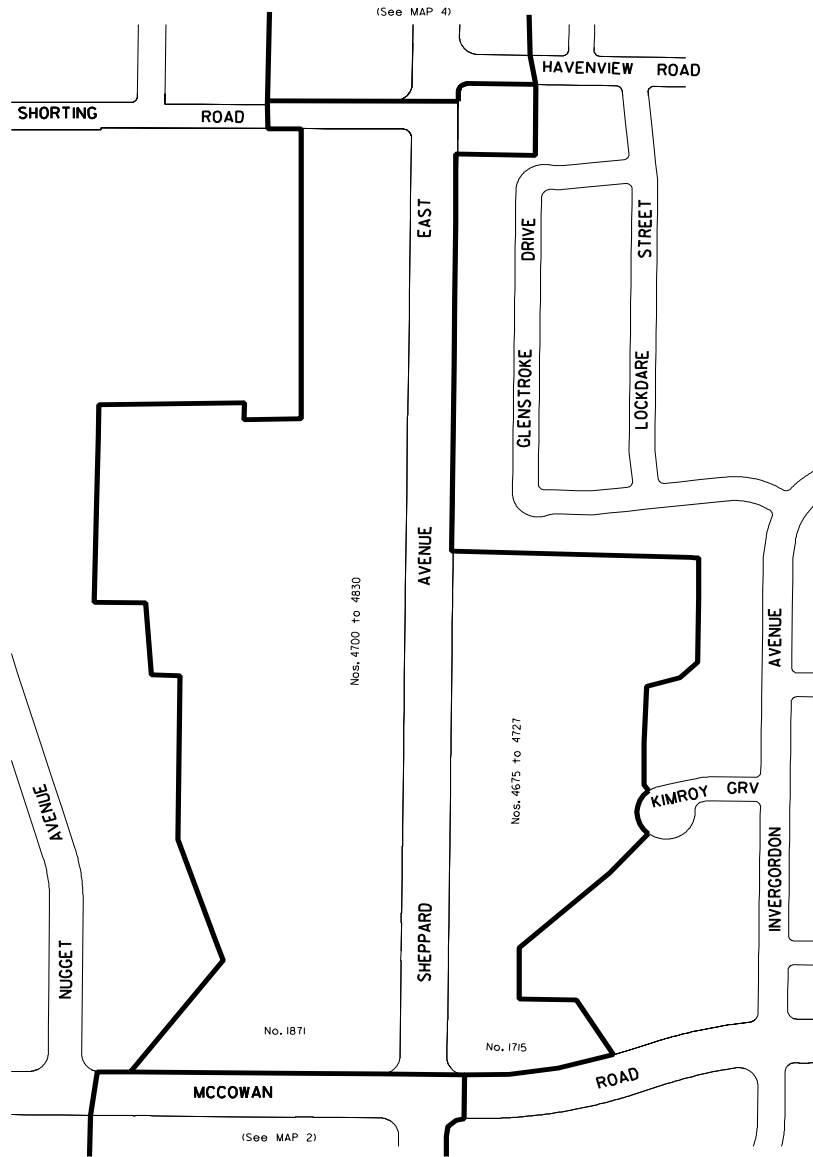 (See MAP 4)
HAVENVIEW ROAD
SHORTING ROAD
EAST
DRIVE
STREET
GLENSTROKE
LOCKDARE
AVENUE
Nos. 4700 to 4830
AVENUE
Nos. 4675 to 4727
KIMROY GRV
AVENUE
INVERGORDON
SHEPPARD
NUGGET
No. 1871
No. 1715
ROAD
MCCOWAN
(See MAP 2)